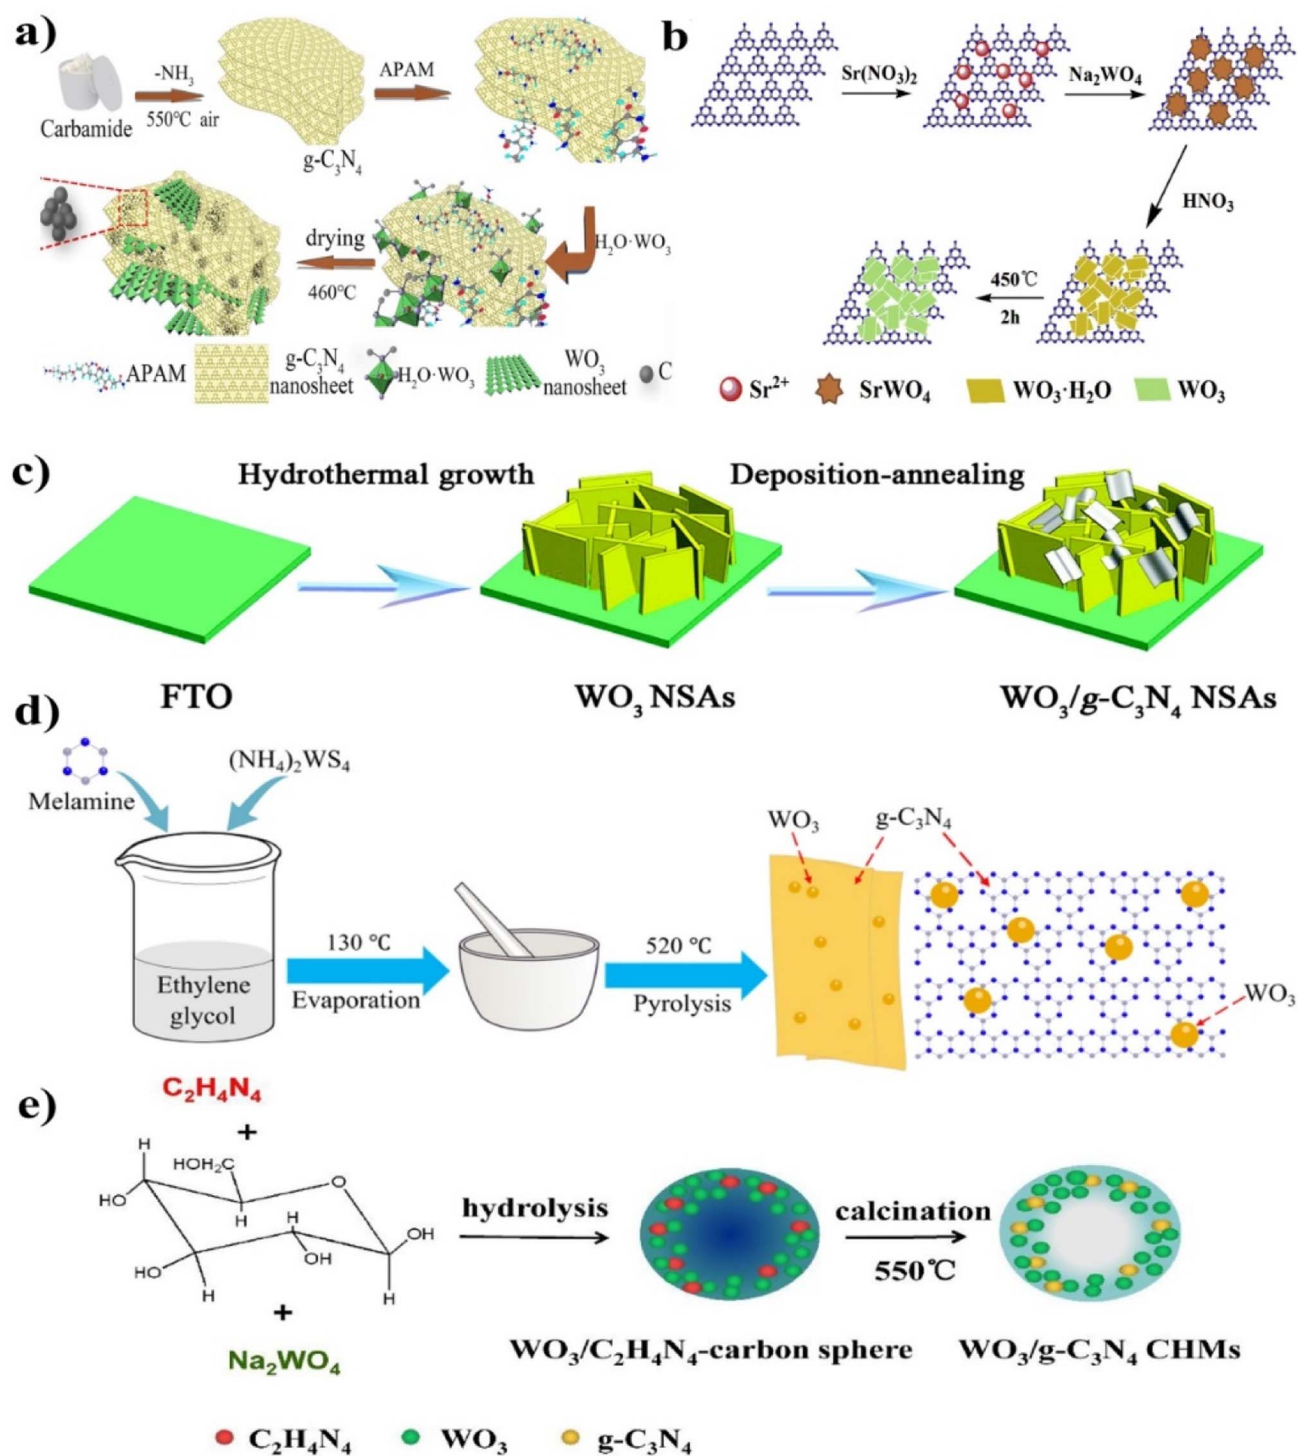 a)
-NH₃
550℃ air
Carbamide
g-C₃N₄
APAM
H₂O·WO₃
drying
460℃
APAM
g-C₃N₄
nanosheet
H₂O·WO₃
WO₃
nanosheet
C
b)
Sr(NO₃)₂
Na₂WO₄
HNO₃
450℃
2h
Sr²⁺
SrWO₄
WO₃·H₂O
WO₃
c)
Hydrothermal growth
Deposition-annealing
FTO
WO₃ NSAs
WO₃/g-C₃N₄ NSAs
d)
Melamine
(NH₄)₂WS₄
Ethylene
glycol
130 ℃
Evaporation
520 ℃
Pyrolysis
WO₃
g-C₃N₄
WO₃
e)
C₂H₄N₄
+
H
HOH₂C
O
HO
H
H
OH
OH
HO
H
H
+
Na₂WO₄
hydrolysis
calcination
550℃
WO₃/C₂H₄N₄-carbon sphere
WO₃/g-C₃N₄ CHMs
C₂H₄N₄
WO₃
g-C₃N₄